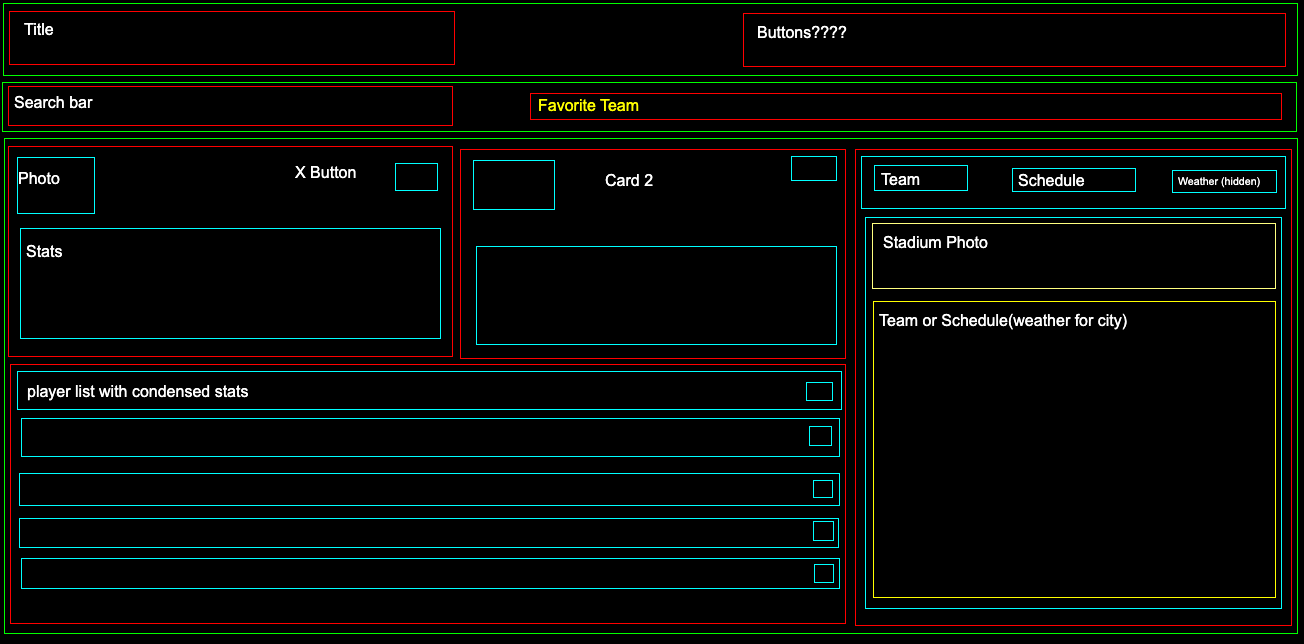 Title
Buttons????
Search bar
Favorite Team
Photo
X Button
Card 2
Team
Schedule
Weather (hidden)
Stats
Stadium Photo
Team or Schedule(weather for city)
player list with condensed stats